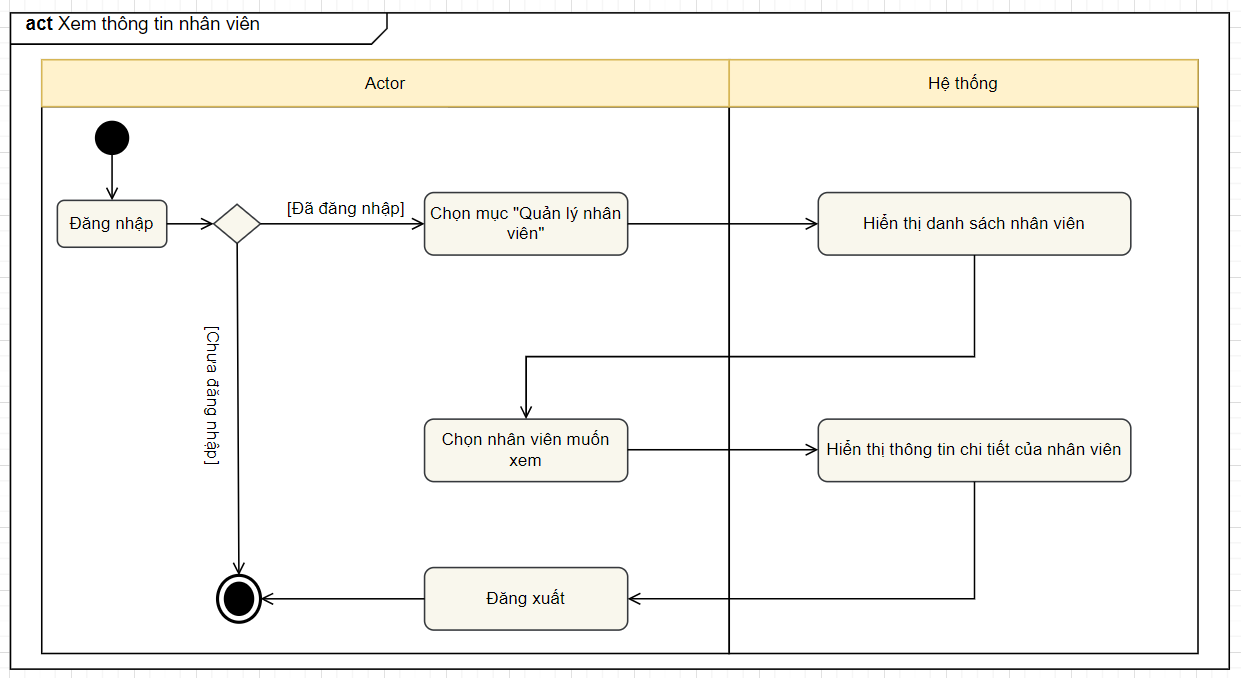 act Xem thông tin nhân viên
Actor
Hệ thống
Đăng nhập
[Đã đăng nhập]
Chọn mục "Quản lý nhân
viên"
Hiển thị danh sách nhân viên
[Chưa đăng nhập]
Chọn nhân viên muốn
xem
Hiển thị thông tin chi tiết của nhân viên
Đăng xuất